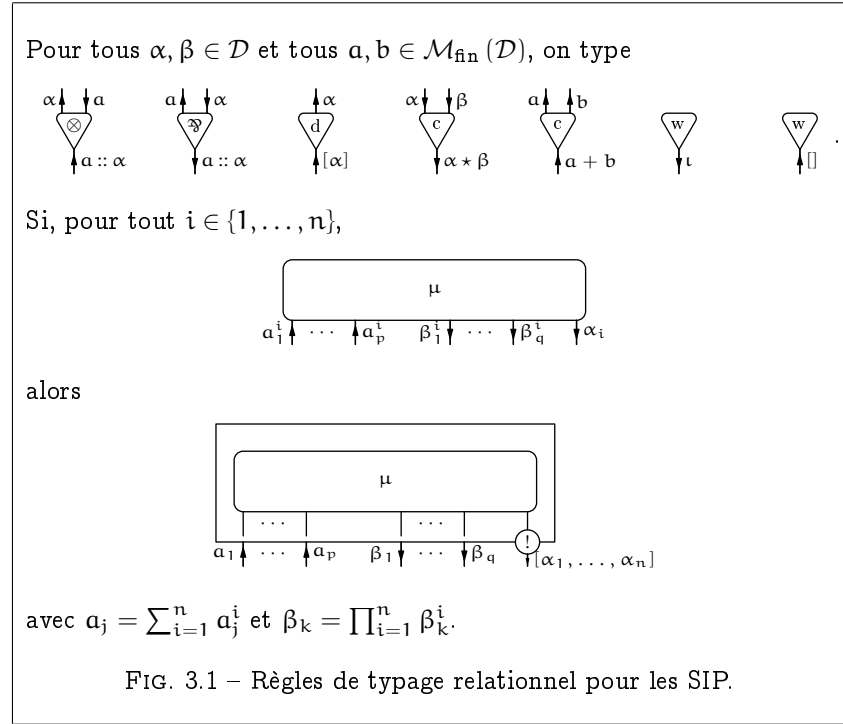 Pour tous α, β ∈ 𝒟 et tous a, b ∈ ℳ_fin (𝒟), on type
α a a α α α β a b
⊗ ⅋ d c c w w
a :: α a :: α [α] α ⋆ β a + b ι [] .
Si, pour tout i ∈ {1, . . . , n},
μ
a_1^i · · · a_p^i β_1^i · · · β_q^i α_i
alors
μ
· · · · · · !
a_1 · · · a_p β_1 · · · β_q [α_1, . . . , α_n]
avec a_j = ∑_{i=1}^n a_j^i et β_k = ∏_{i=1}^n β_k^i.
FIG. 3.1 – Règles de typage relationnel pour les SIP.